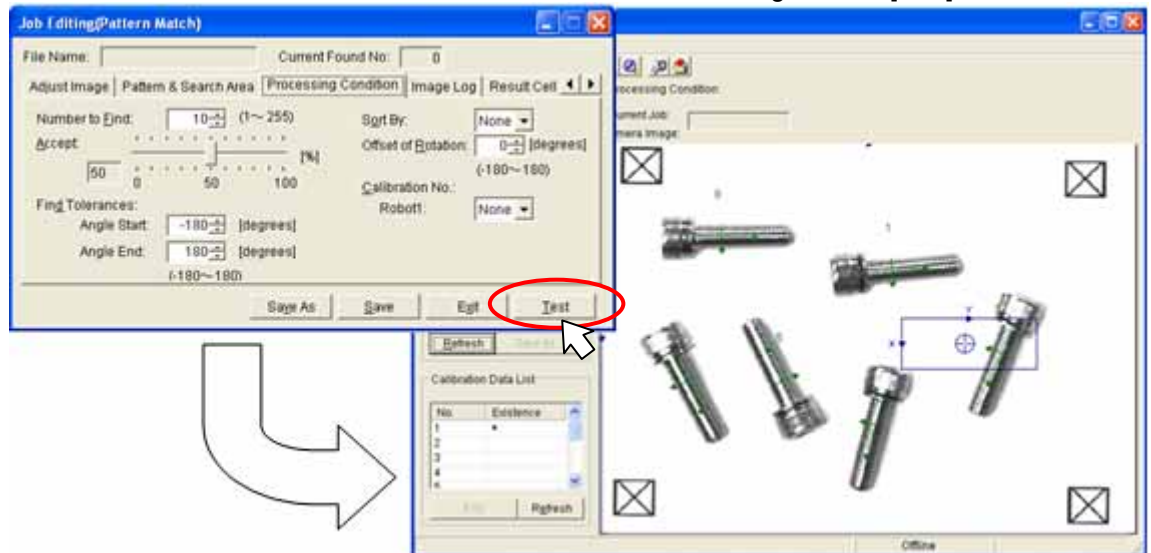 Job Editing(Pattern Match)
File Name:
Current Found No:
0
Adjust Image
Pattern & Search Area
Processing Condition
Image Log
Result Cell
Number to Find:
10
(1~ 255)
Sort By:
None
Accept:
[%]
Offset of Rotation:
0
[degrees]
50
0
50
100
(-180~180)
Calibration No.:
Find Tolerances:
Robot1:
None
Angle Start:
-180
[degrees]
Angle End:
180
[degrees]
(-180~180)
Save As
Save
Exit
Test
rocessing Condition:
urrent Job:
mera Image:
0
1
Y
X
Refresh
Calibration Data List
No.
Existence
1
2
3
4
Refresh
Offline